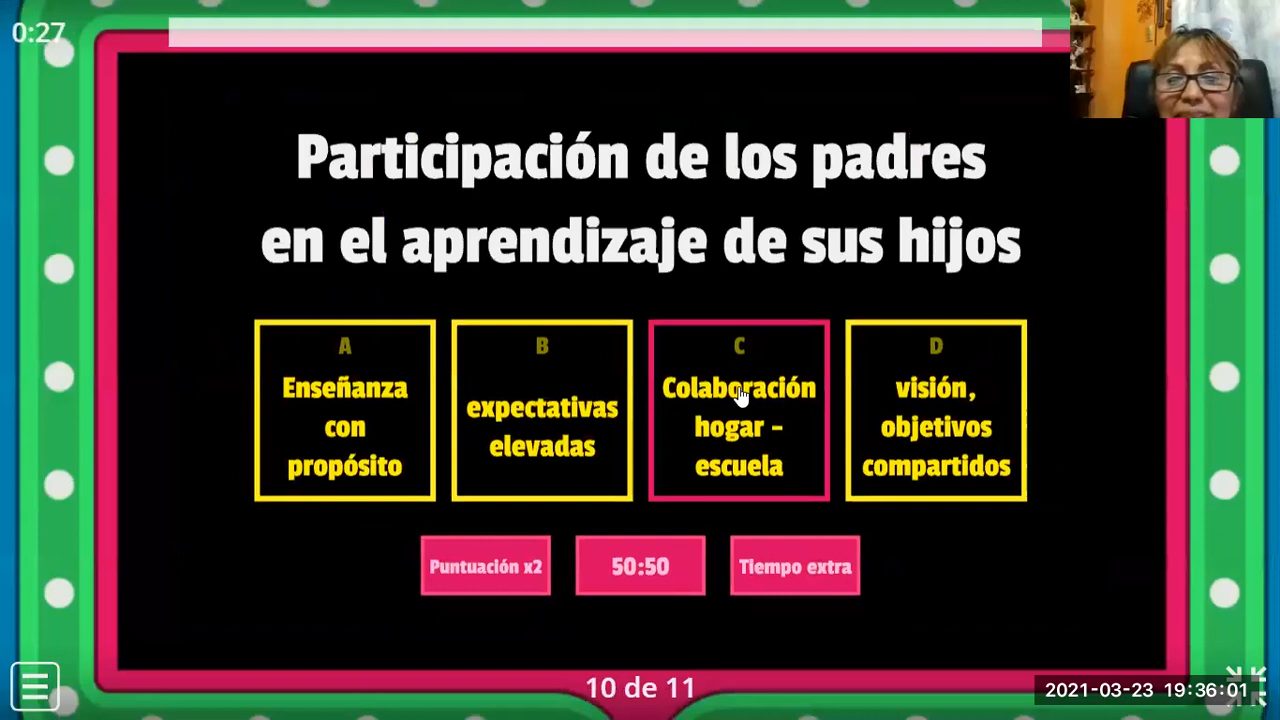 0:27
Participación de los padres
en el aprendizaje de sus hijos
A
Enseñanza
con
propósito
B
expectativas
elevadas
C
Colaboración
hogar -
escuela
D
visión,
objetivos
compartidos
Puntuación x2
50:50
Tiempo extra
10 de 11
2021-03-23 19:36:01